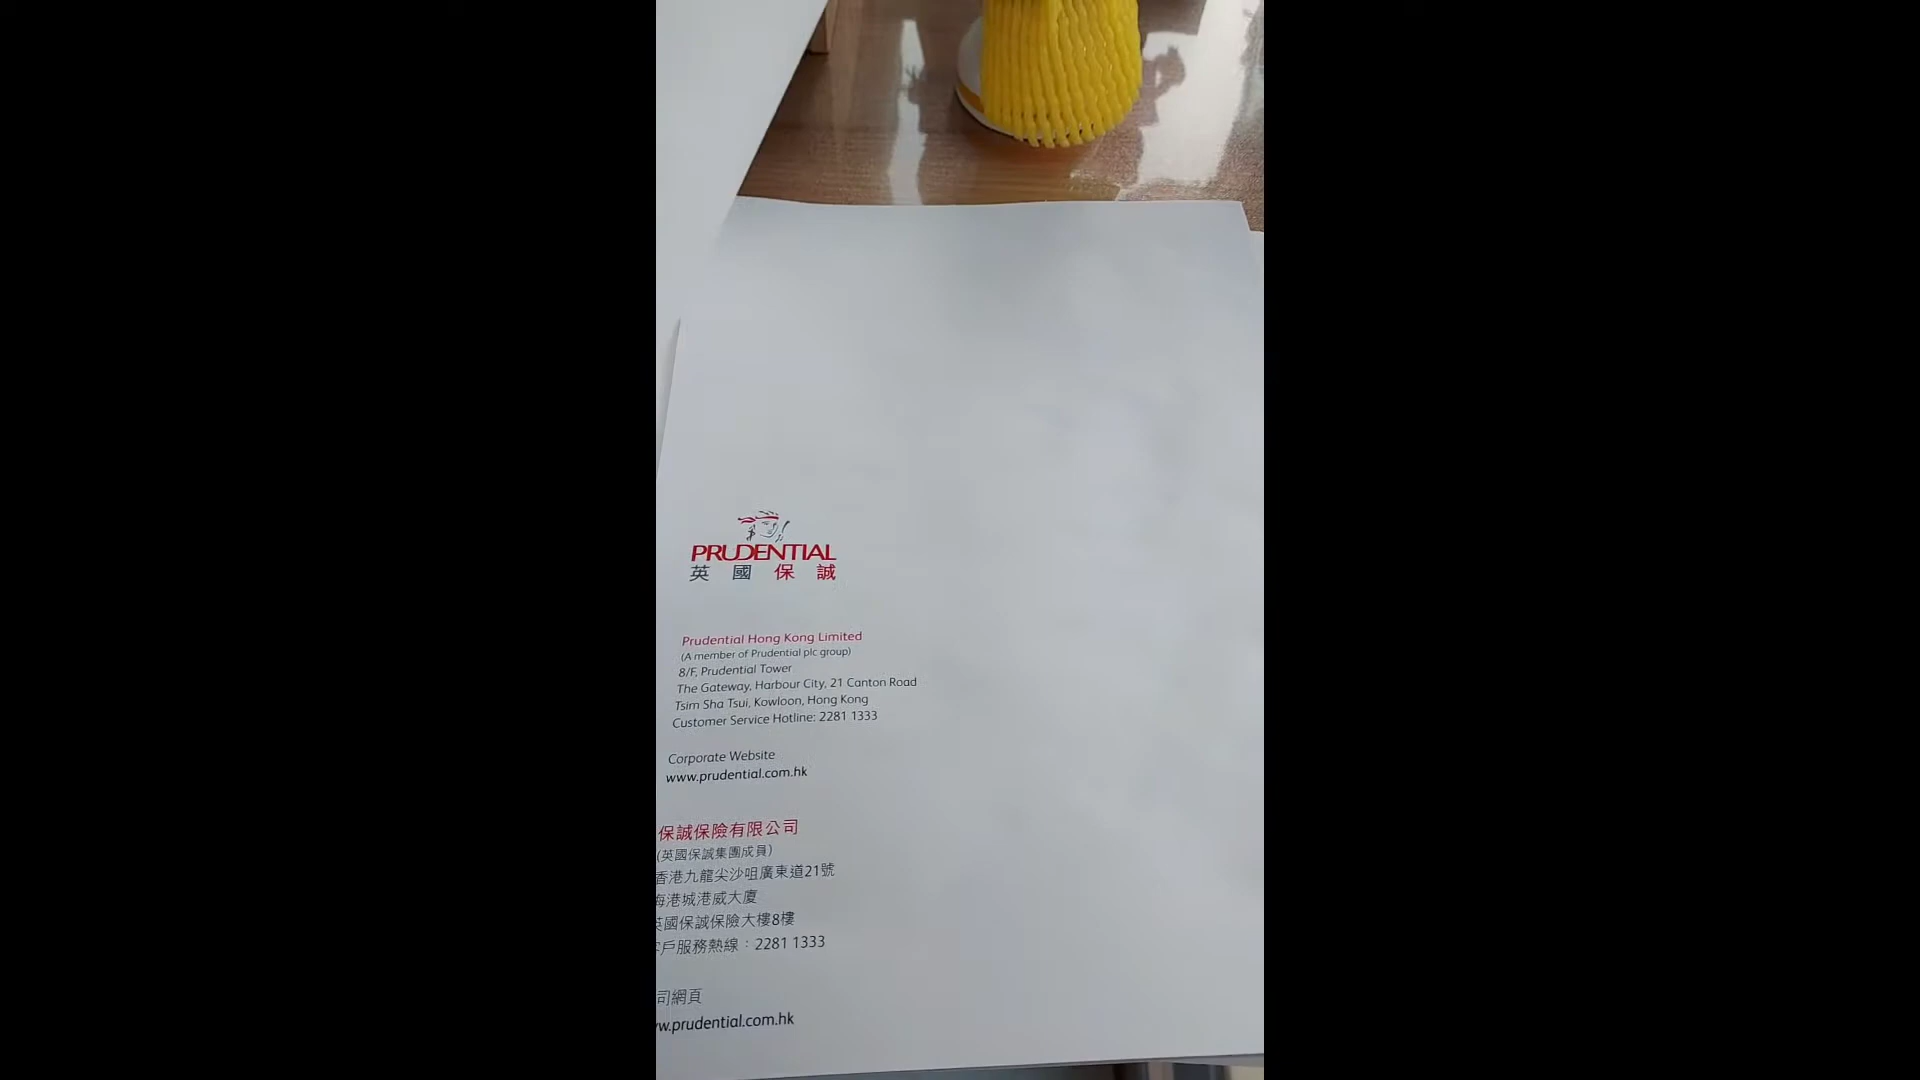 PRUDENTIAL
英國保誠
Prudential Hong Kong Limited
(A member of Prudential plc group)
8/F, Prudential Tower
The Gateway, Harbour City, 21 Canton Road
Tsim Sha Tsui, Kowloon, Hong Kong
Customer Service Hotline: 2281 1333
Corporate Website
www.prudential.com.hk
保誠保險有限公司
(英國保誠集團成員)
香港九龍尖沙咀廣東道21號
海港城港威大廈
英國保誠保險大樓8樓
客戶服務熱線：2281 1333
司網頁
w.prudential.com.hk